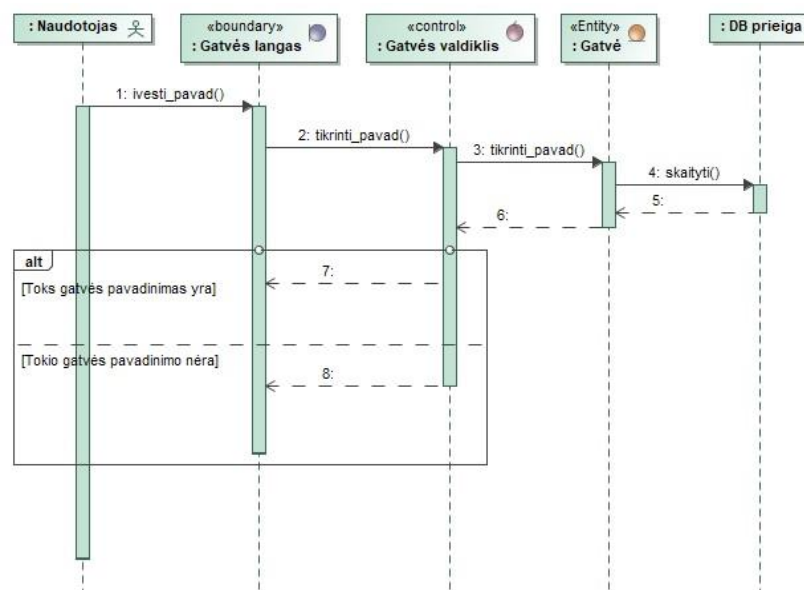 : Naudotojas
«boundary»
: Gatvės langas
«control»
: Gatvės valdiklis
«Entity»
: Gatvė
: DB prieiga
1: ivesti_pavad()
2: tikrinti_pavad()
3: tikrinti_pavad()
4: skaityti()
5:
6:
alt
7:
[Toks gatvės pavadinimas yra]
[Tokio gatvės pavadinimo nėra]
8: